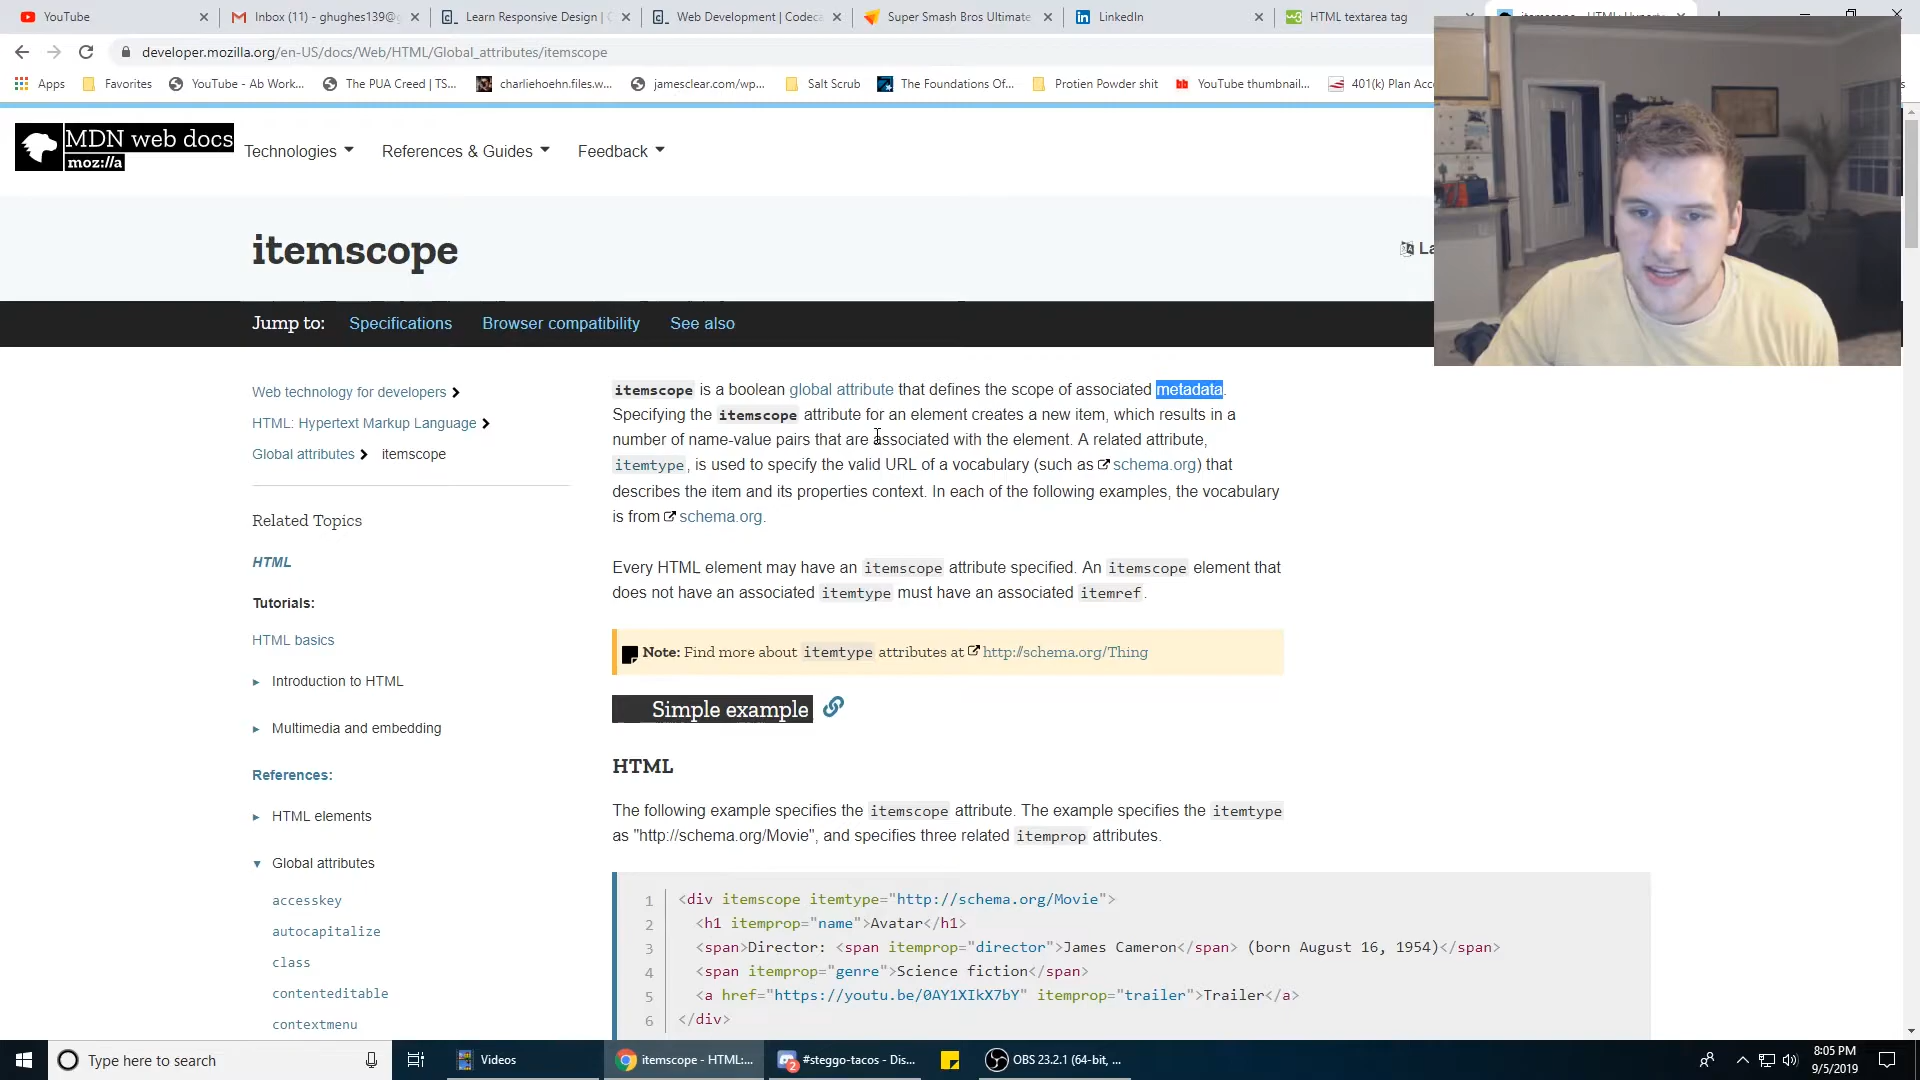 YouTube
Inbox (11) - ghughes139@g
Learn Responsive Design | C
Web Development | Codeca
Super Smash Bros Ultimate
LinkedIn
HTML textarea tag
developer.mozilla.org/en-US/docs/Web/HTML/Global_attributes/itemscope
Apps
Favorites
YouTube - Ab Work...
The PUA Creed | TS...
charliehoehn.files.w...
jamesclear.com/wp...
Salt Scrub
The Foundations Of...
Protien Powder shit
YouTube thumbnail...
401(k) Plan Acce
MDN web docs
moz://a
Technologies
References & Guides
Feedback
itemscope
La
Jump to:
Specifications
Browser compatibility
See also
Web technology for developers
HTML: Hypertext Markup Language
Global attributes
itemscope
Related Topics
HTML
Tutorials:
HTML basics
Introduction to HTML
Multimedia and embedding
References:
HTML elements
Global attributes
accesskey
autocapitalize
class
contenteditable
contextmenu
itemscope is a boolean global attribute that defines the scope of associated metadata.
Specifying the itemscope attribute for an element creates a new item, which results in a
number of name-value pairs that are associated with the element. A related attribute,
itemtype, is used to specify the valid URL of a vocabulary (such as schema.org) that
describes the item and its properties context. In each of the following examples, the vocabulary
is from schema.org.
Every HTML element may have an itemscope attribute specified. An itemscope element that
does not have an associated itemtype must have an associated itemref.
Note: Find more about itemtype attributes at http://schema.org/Thing
Simple example
HTML
The following example specifies the itemscope attribute. The example specifies the itemtype
as "http://schema.org/Movie", and specifies three related itemprop attributes.
1 <div itemscope itemtype="http://schema.org/Movie">
2 <h1 itemprop="name">Avatar</h1>
3 <span>Director: <span itemprop="director">James Cameron</span> (born August 16, 1954)</span>
4 <span itemprop="genre">Science fiction</span>
5 <a href="https://youtu.be/0AY1XIkX7bY" itemprop="trailer">Trailer</a>
6 </div>
Type here to search
Videos
itemscope - HTML:...
#steggo-tacos - Dis...
2
OBS 23.2.1 (64-bit, ...
8:05 PM
9/5/2019